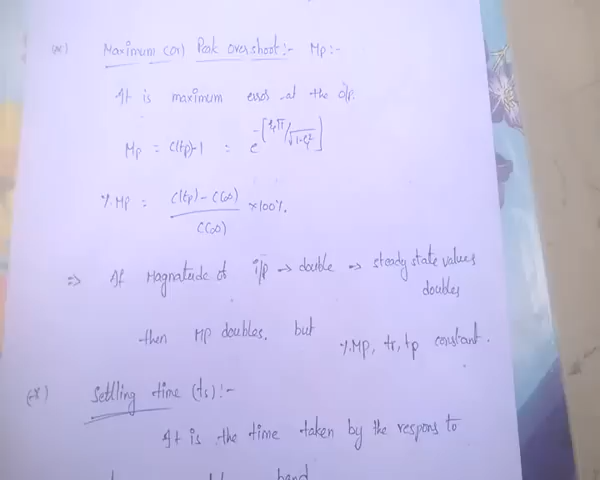 (*) Maximum (or) Peak overshoot:- Mp:-
It is maximum error at the o/p.
Mp = c(tp)-1 = e^-[ξπ/√1-ξ²]
% Mp = c(tp) - c(∞) / c(∞) ×100%.
⇒ If Magnitude of i/p → double → steady state values doubles
then Mp doubles. but % Mp, tr, tp constant.
(*) Settling time (ts):-
It is the time taken by the respons to
band